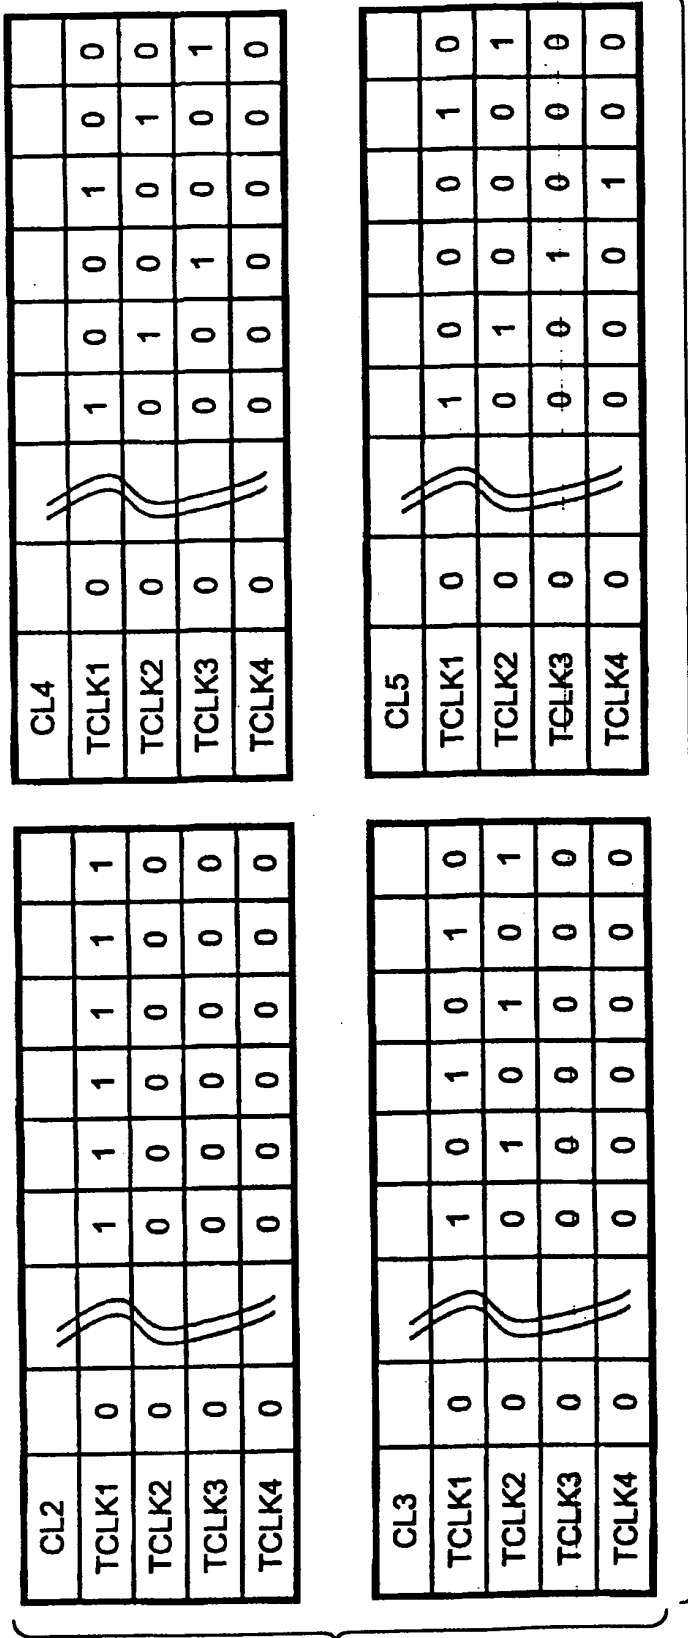 CL2
TCLK1 0 1 1 1 1 1 1
TCLK2 0 0 0 0 0 0 0
TCLK3 0 0 0 0 0 0 0
TCLK4 0 0 0 0 0 0 0
CL4
TCLK1 0 1 0 0 1 0 0
TCLK2 0 0 1 0 0 1 0
TCLK3 0 0 0 1 0 0 1
TCLK4 0 0 0 0 0 0 0
CL3
TCLK1 0 1 0 1 0 1 0
TCLK2 0 0 1 0 1 0 1
TCLK3 0 0 0 0 0 0 0
TCLK4 0 0 0 0 0 0 0
CL5
TCLK1 0 1 0 0 0 1 0
TCLK2 0 0 1 0 0 0 1
TCLK3 0 0 0 1 0 0 0
TCLK4 0 0 0 0 1 0 0